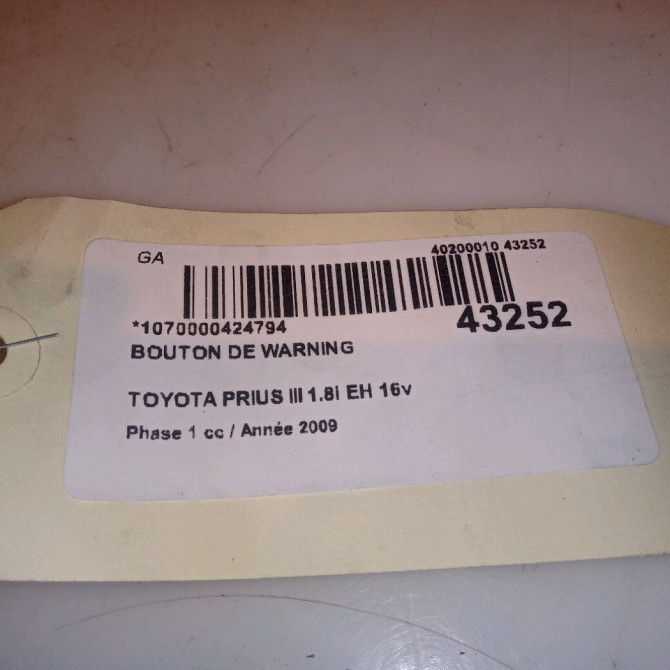 GA
40200010 43252
*1070000424794
43252
BOUTON DE WARNING
TOYOTA PRIUS III 1.8i EH 16v
Phase 1 cc / Année 2009